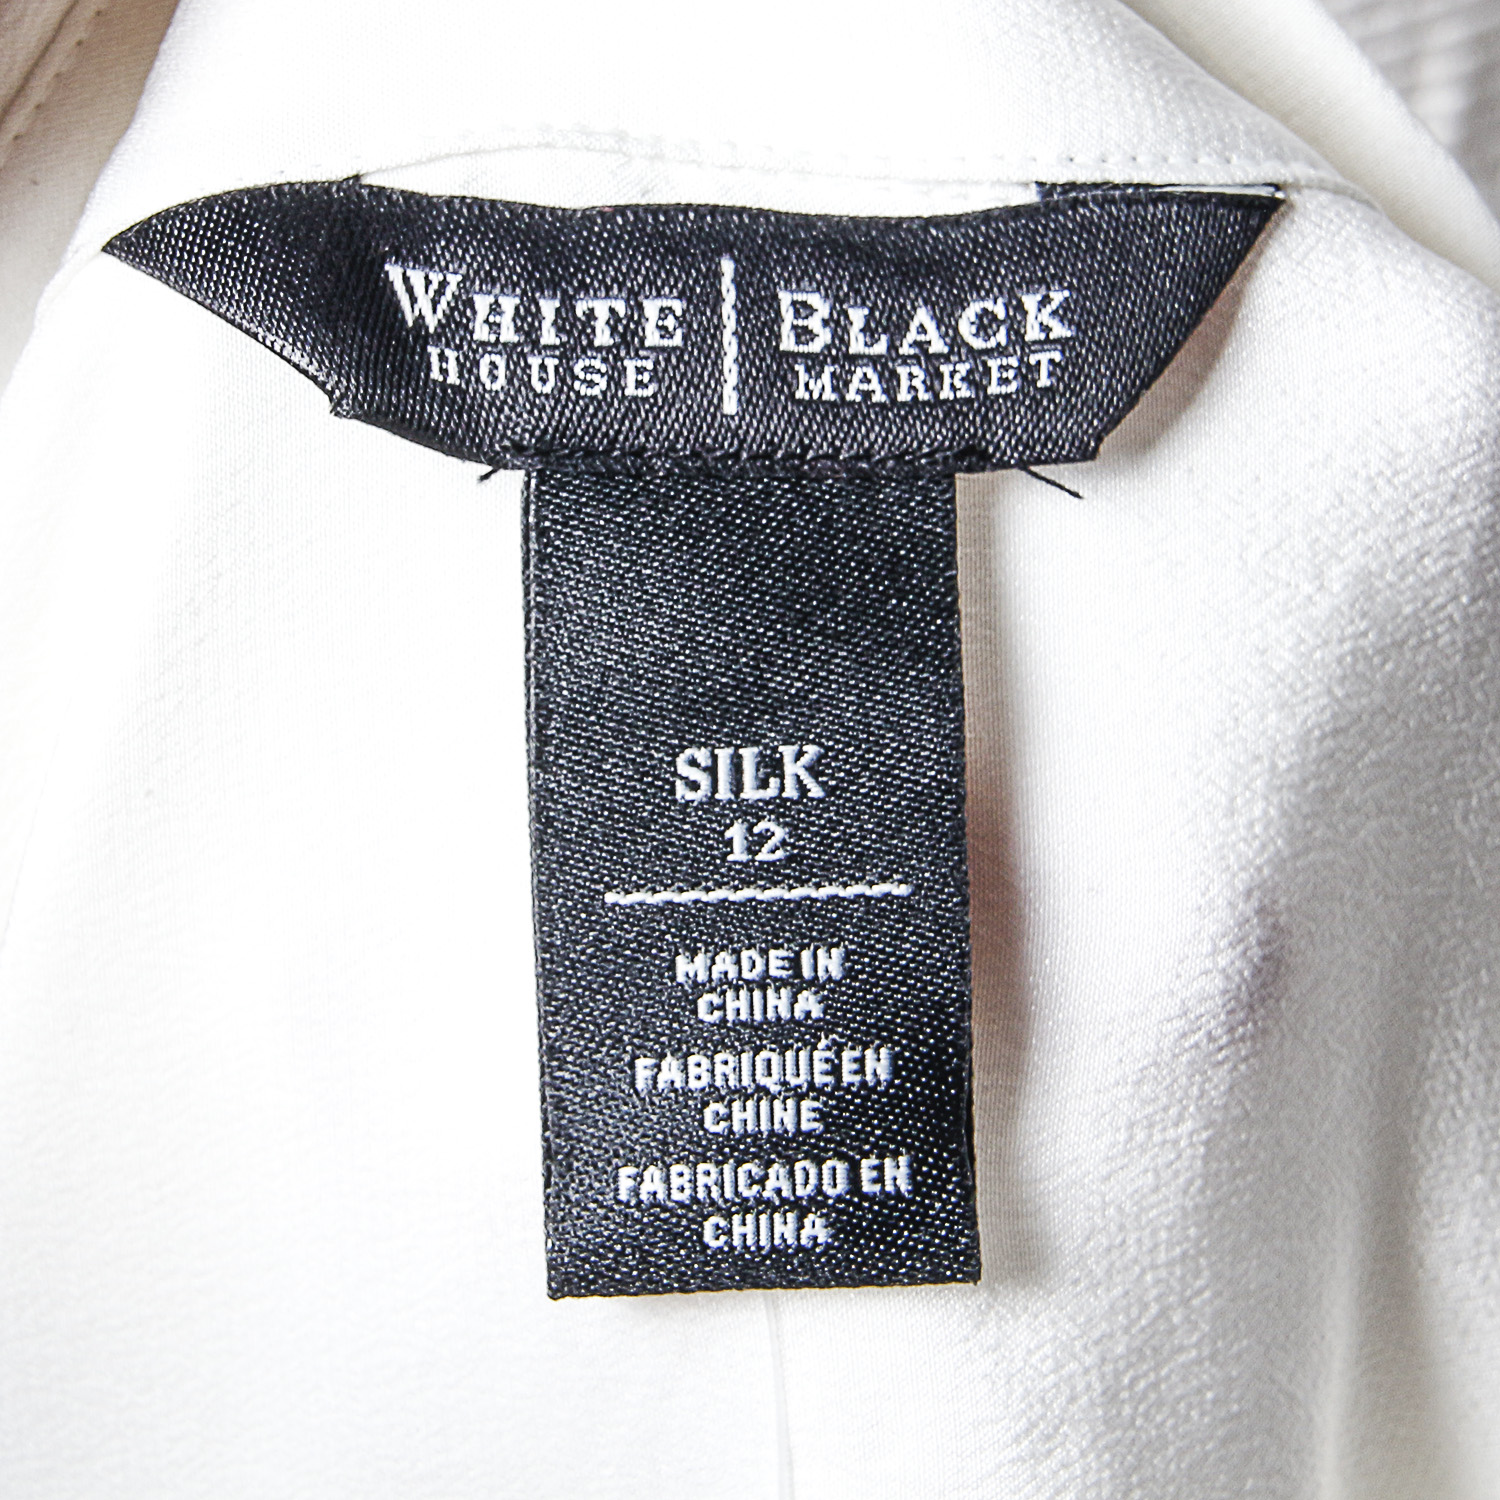 WHITE | BLACK
HOUSE | MARKET
SILK
12
MADE IN
CHINA
FABRIQUÉ EN
CHINE
FABRICADO EN
CHINA